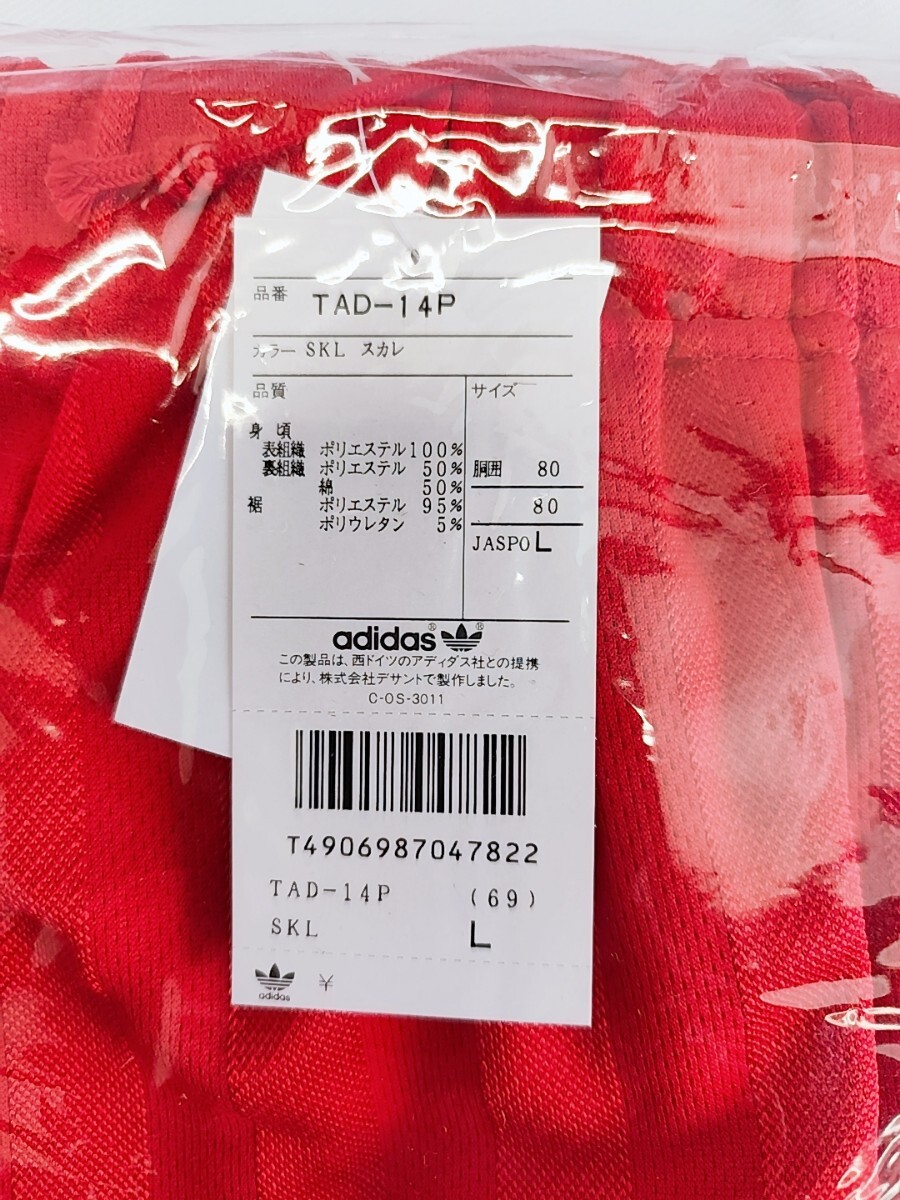 品番 TAD-14P
カラー SKL スカレ
品質
身頃
表組織 ポリエステル 100%
裏組織 ポリエステル 50%
綿 50%
裾 ポリエステル 95%
ポリウレタン 5%
サイズ
胴囲 80
80
JASPO L
adidas®®
この製品は、西ドイツのアディダス社との提携
により、株式会社デサントで製作しました。
C-OS-3011
T4906987047822
TAD-14P (69)
SKL L
adidas ¥